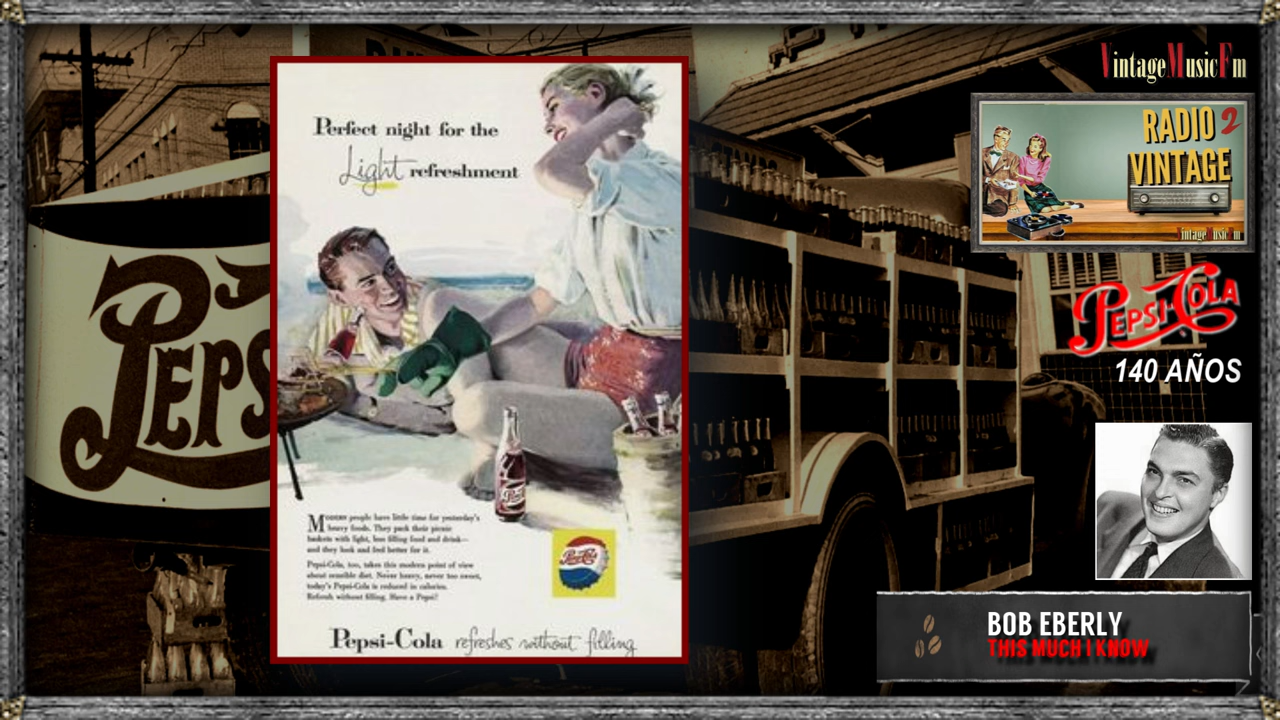 VintageMusicFm
RADIO 2
VINTAGE
VintageMusicFm
PEPSI-COLA
140 AÑOS
PEPS
Perfect night for the
Light refreshment
MODERN people have little time for yesterday's
heavy foods. They pack their picnic
baskets with light, less filling food and drink—
and they look and feel better for it.
Pepsi-Cola, too, takes this modern point of view
about sensible diet. Never heavy, never too sweet,
today's Pepsi-Cola is reduced in calories.
Refresh without filling. Have a Pepsi!
Pepsi-Cola
Pepsi-Cola refreshes without filling
BOB EBERLY
THIS MUCH I KNOW